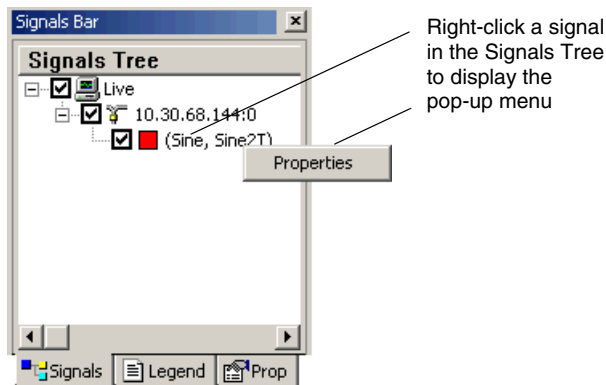 Signals Bar
Signals Tree
Live
10.30.68.144:0
(Sine, Sine2T)
Properties
Signals
Legend
Prop
Right-click a signal
in the Signals Tree
to display the
pop-up menu